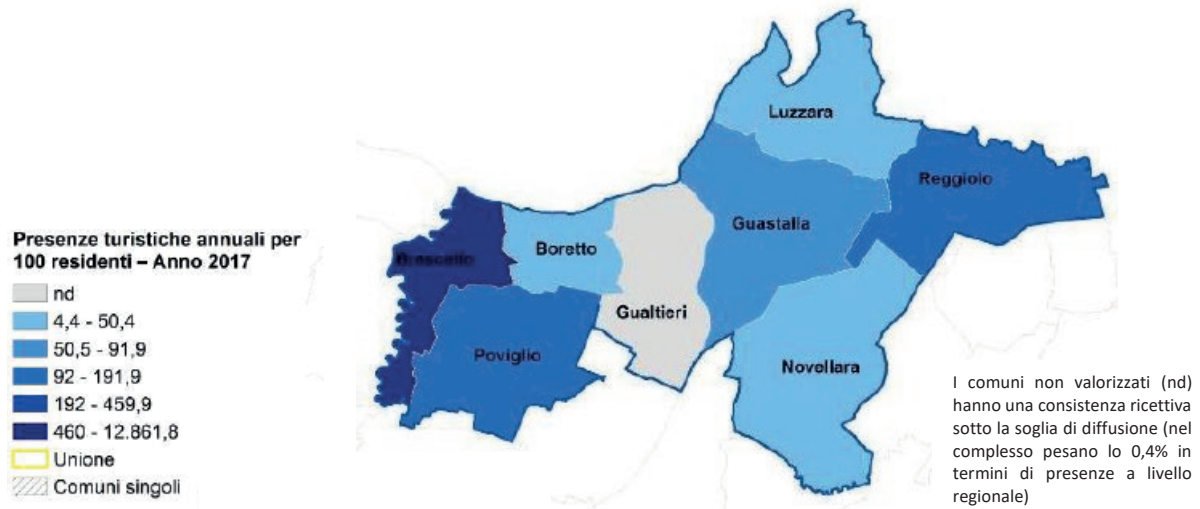 Luzzara
Reggiolo
Guastalla
Boretto
Brescello
Gualtieri
Poviglio
Novellara
Presenze turistiche annuali per
100 residenti – Anno 2017
nd
4,4 - 50,4
50,5 - 91,9
92 - 191,9
192 - 459,9
460 - 12.861,8
Unione
Comuni singoli
I comuni non valorizzati (nd)
hanno una consistenza ricettiva
sotto la soglia di diffusione (nel
complesso pesano lo 0,4% in
termini di presenze a livello
regionale)